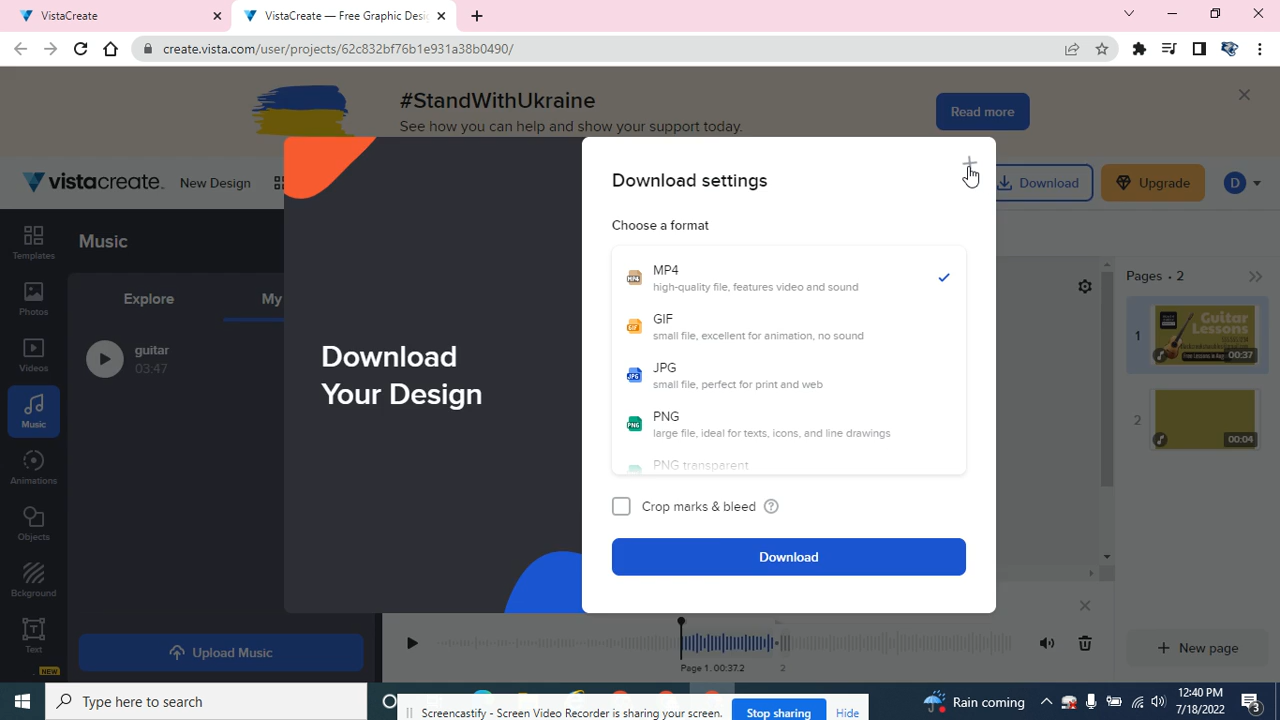 VistaCreate
VistaCreate — Free Graphic Desi
create.vista.com/user/projects/62c832bf76b1e931a38b0490/
#StandWithUkraine
See how you can help and show your support today.
Read more
vistacreate.
New Design
Download
Upgrade
D
Templates
Photos
Videos
Music
Animations
Objects
Bckground
Text
NEW
Music
Explore
My
guitar
03:47
Upload Music
Download
Your Design
Download settings
Choose a format
MP4
high-quality file, features video and sound
GIF
small file, excellent for animation, no sound
JPG
small file, perfect for print and web
PNG
large file, ideal for texts, icons, and line drawings
PNG transparent
Crop marks & bleed ?
Download
Pages • 2
1
Guitar
Lessons
00:37
2
00:04
New page
Page 1. 00:37.2
2
Type here to search
Screencastify - Screen Video Recorder is sharing your screen.
Stop sharing
Hide
Rain coming
12:40 PM
7/18/2022
3